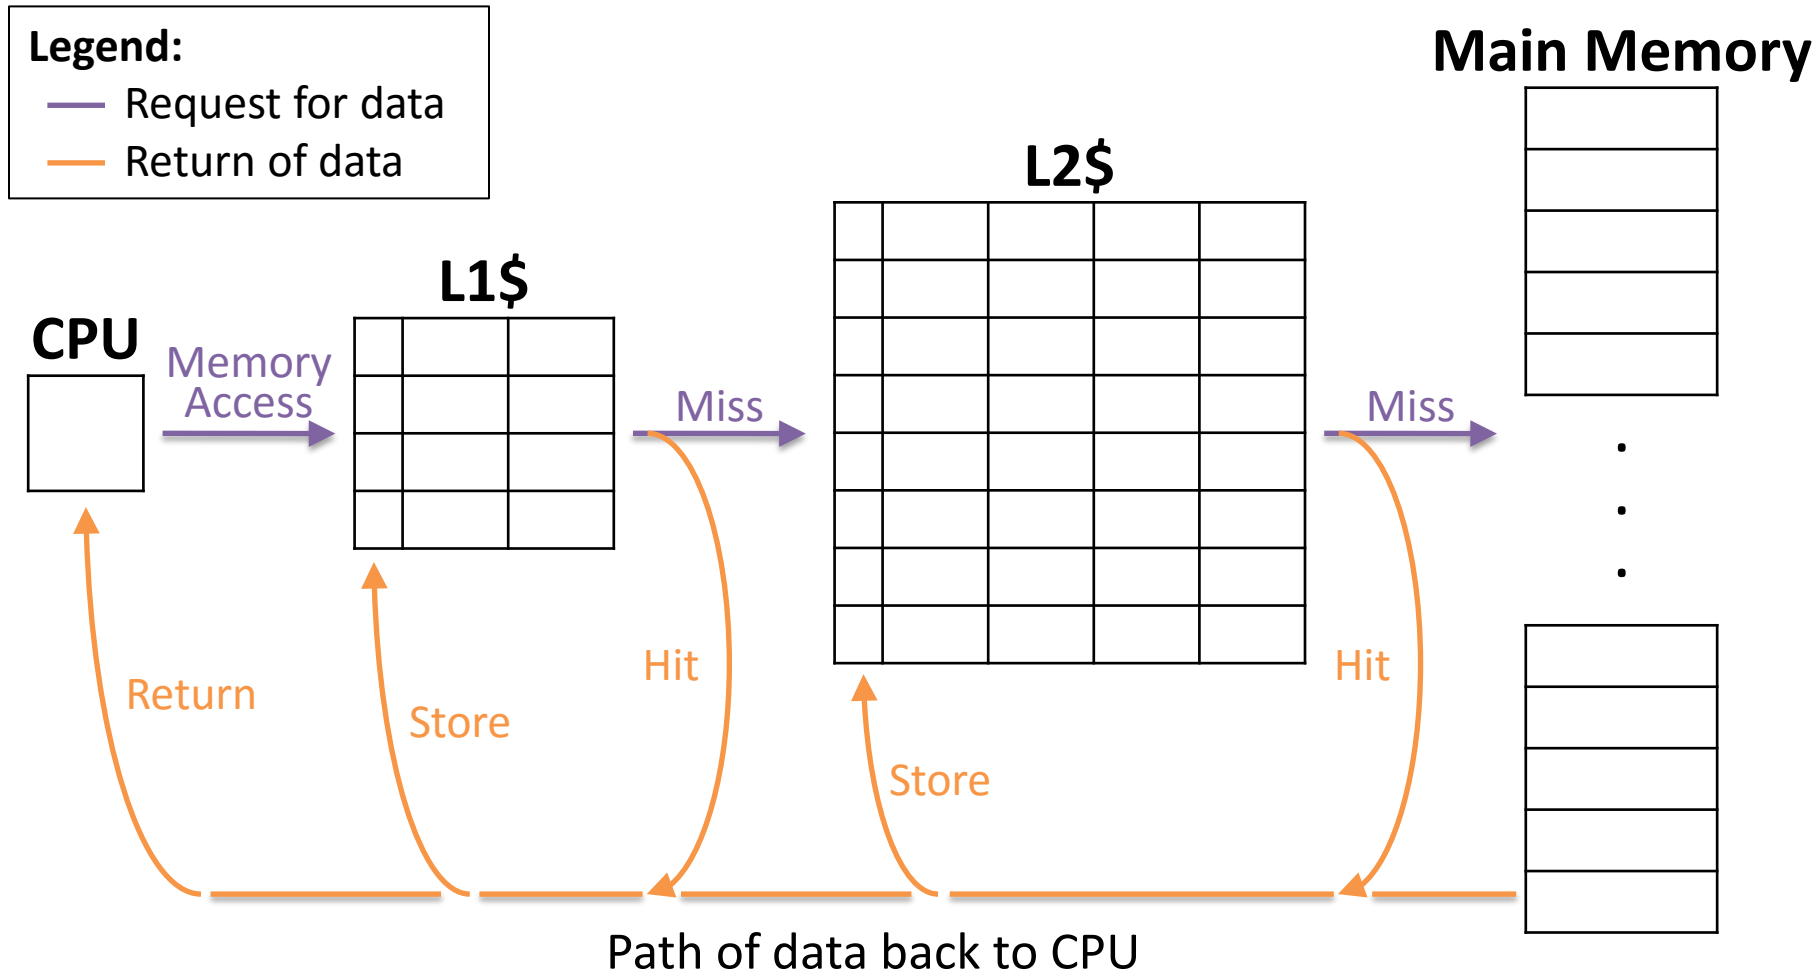 Legend:
Request for data
Return of data
Main Memory
L2$
L1$
CPU
Memory
Access
Miss
Miss
Hit
Hit
Return
Store
Store
.
.
.
Path of data back to CPU